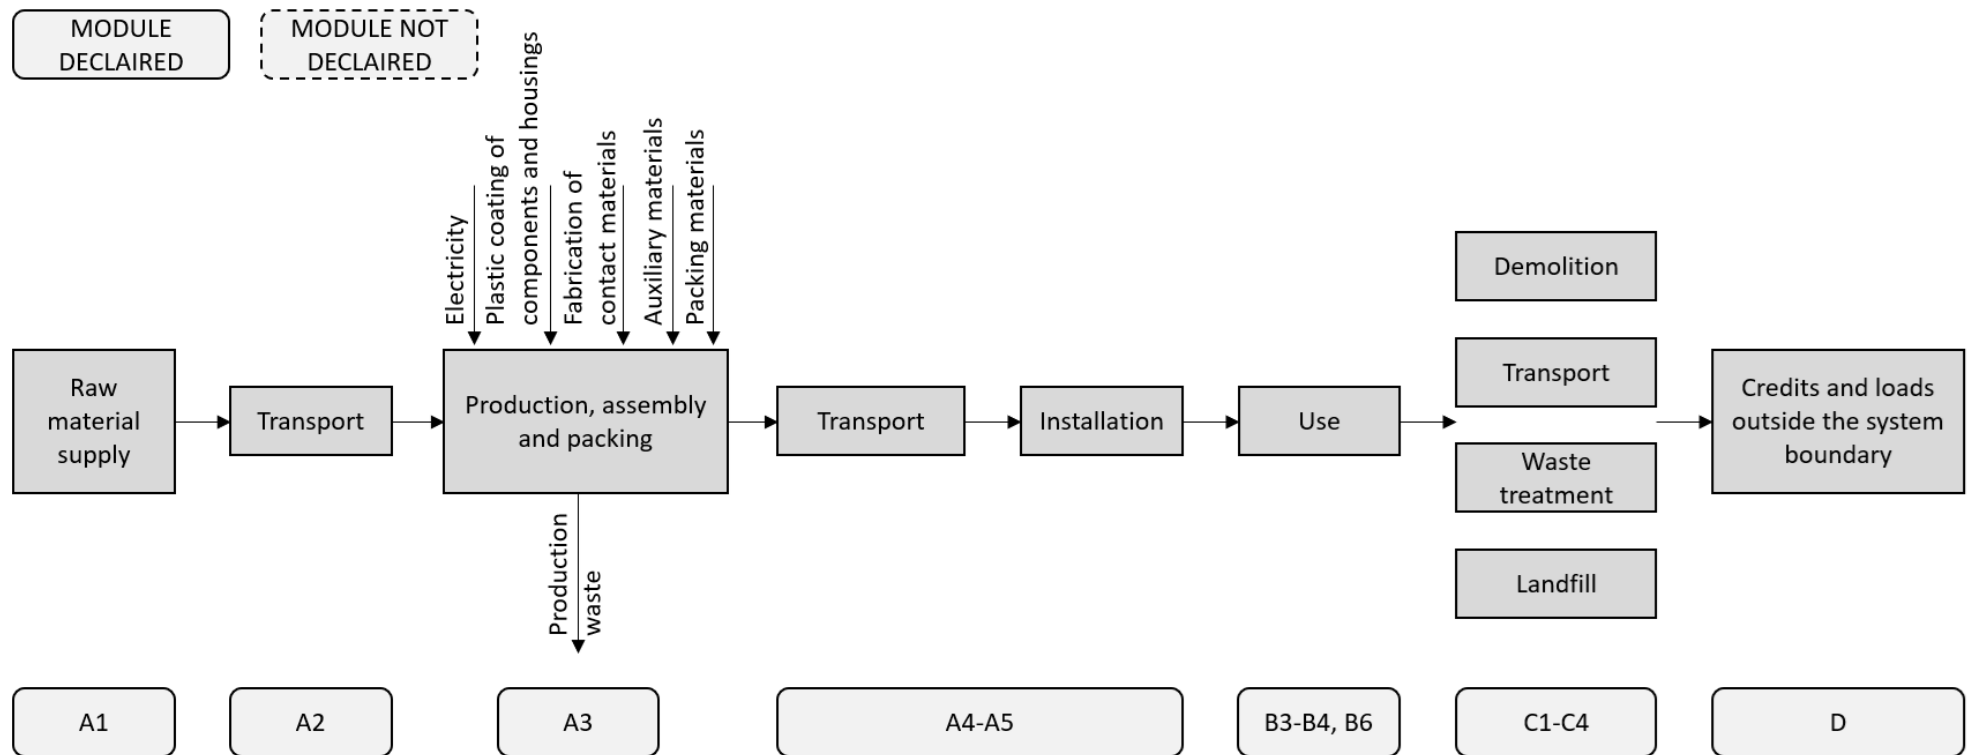 MODULE
DECLAIRED
MODULE NOT
DECLAIRED
Electricity
Plastic coating of
components and housings
Fabrication of
contact materials
Auxiliary materials
Packing materials
Raw
material
supply
Transport
Production, assembly
and packing
Transport
Installation
Use
Demolition
Transport
Waste
treatment
Landfill
Credits and loads
outside the system
boundary
Production
waste
A1
A2
A3
A4-A5
B3-B4, B6
C1-C4
D